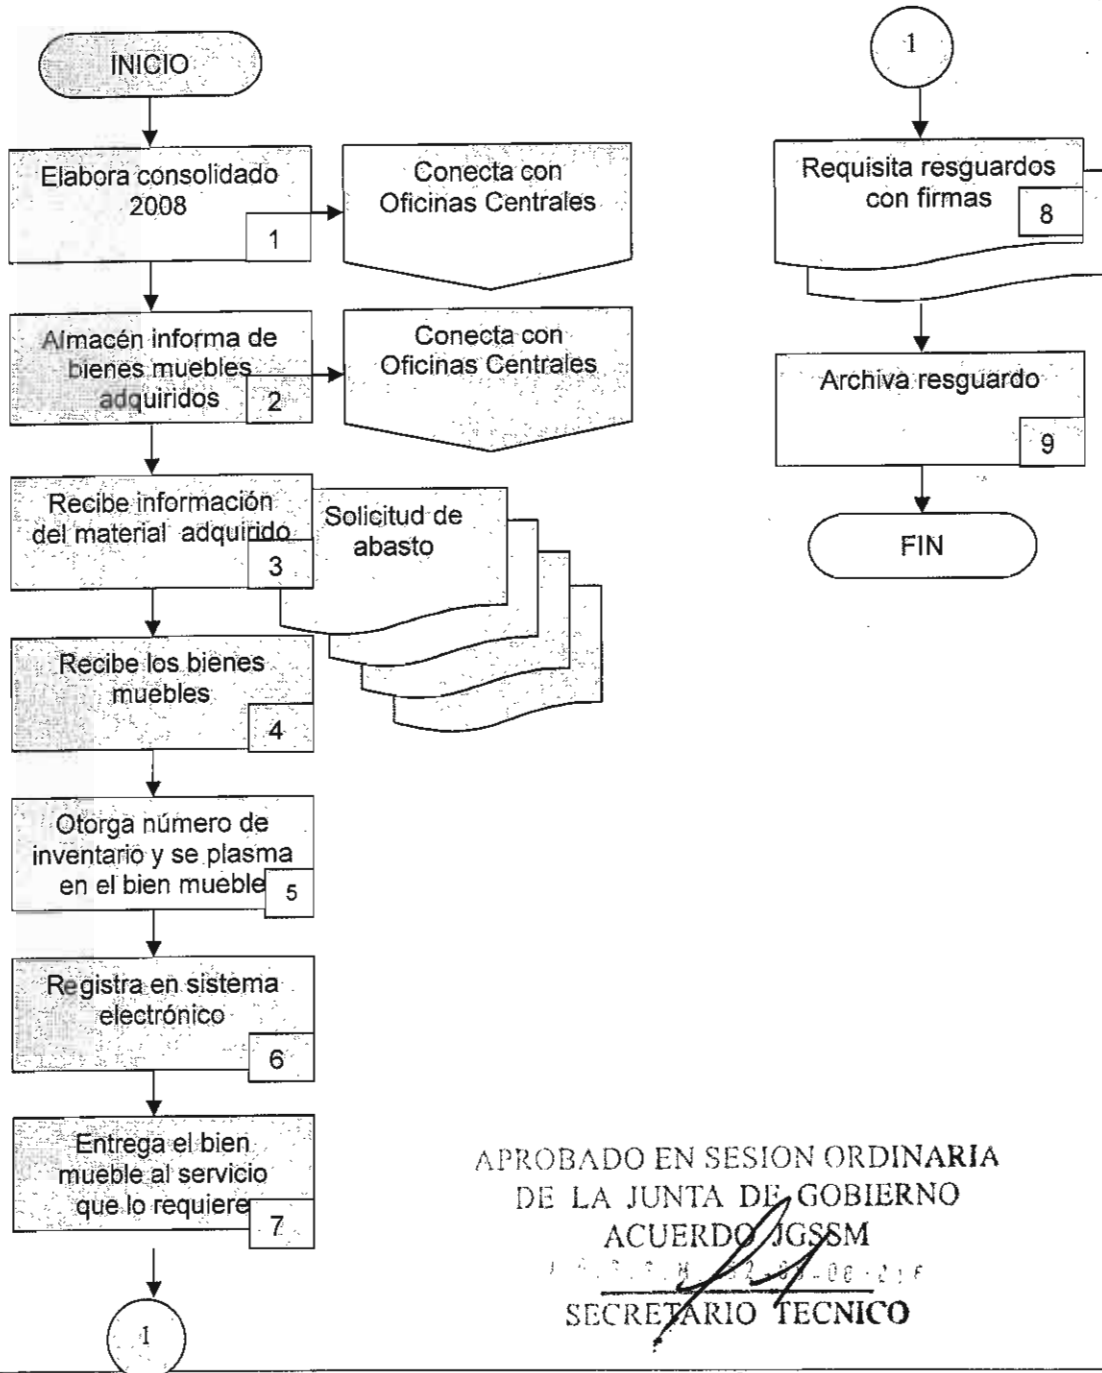 INICIO
Elabora consolidado
2008
1
Conecta con
Oficinas Centrales
Almacén informa de
bienes muebles
adquiridos
2
Conecta con
Oficinas Centrales
Recibe información
del material adquirido
3
Solicitud de
abasto
Recibe los bienes
muebles
4
Otorga número de
inventario y se plasma
en el bien mueble
5
Registra en sistema
electrónico
6
Entrega el bien
mueble al servicio
que lo requiere
7
1
1
Requisita resguardos
con firmas
8
Archiva resguardo
9
FIN
APROBADO EN SESION ORDINARIA
DE LA JUNTA DE GOBIERNO
ACUERDO JGSSM
SECRETARIO TECNICO